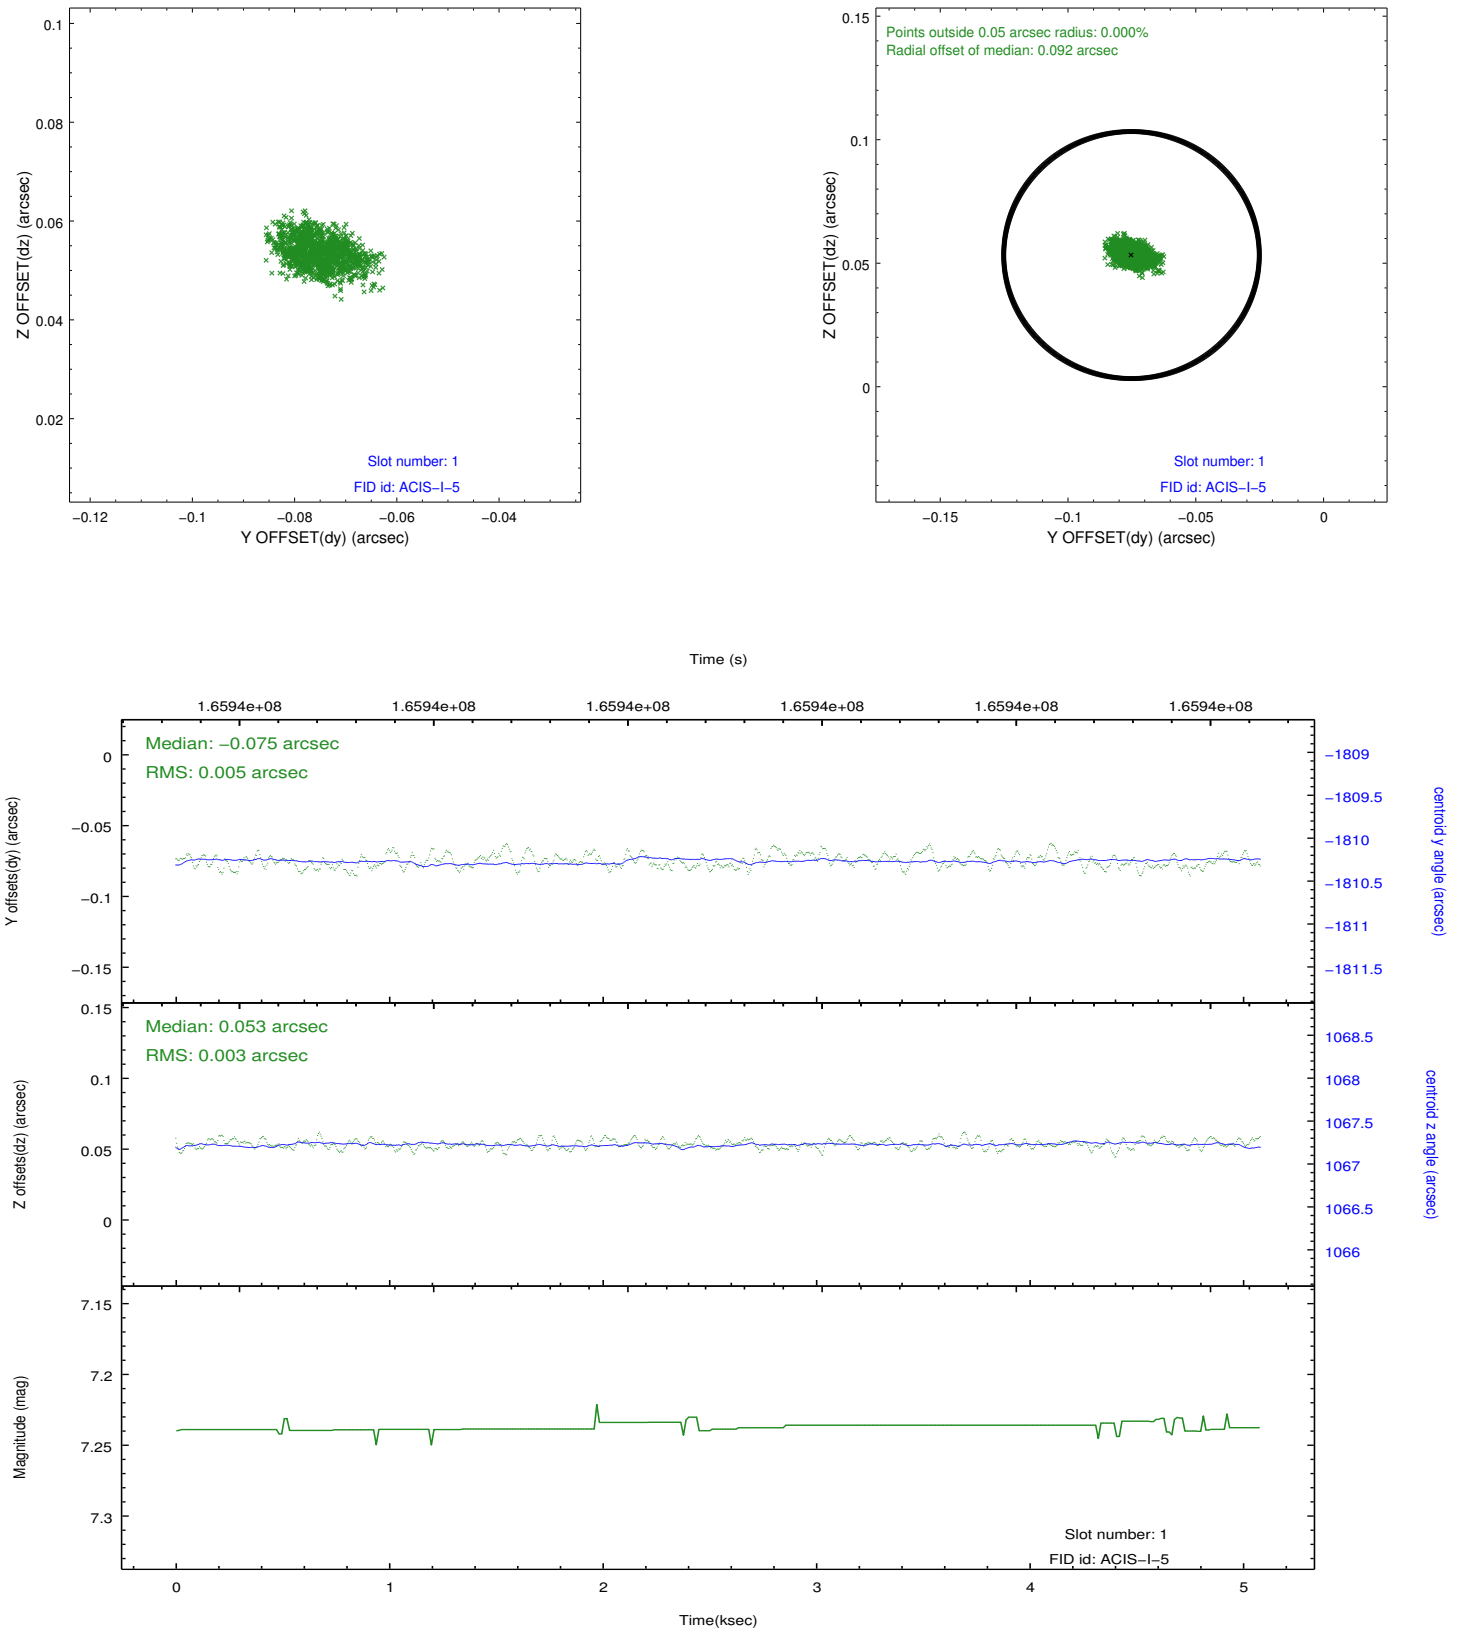 0.1
0.08
0.06
0.04
0.02
Z OFFSET(dz) (arcsec)
Slot number: 1
FID id: ACIS−I−5
−0.12 −0.1 −0.08 −0.06 −0.04
Y OFFSET(dy) (arcsec)
Points outside 0.05 arcsec radius: 0.000%
Radial offset of median: 0.092 arcsec
0.15
0.1
0.05
0
Z OFFSET(dz) (arcsec)
Slot number: 1
FID id: ACIS−I−5
−0.15 −0.1 −0.05 0
Y OFFSET(dy) (arcsec)
Time (s)
1.6594e+08 1.6594e+08 1.6594e+08 1.6594e+08 1.6594e+08 1.6594e+08
Median: −0.075 arcsec
RMS: 0.005 arcsec
0
−0.05
−0.1
−0.15
Y offsets(dy) (arcsec)
−1809
−1809.5
−1810
−1810.5
−1811
−1811.5
centroid y angle (arcsec)
Median: 0.053 arcsec
RMS: 0.003 arcsec
0.15
0.1
0.05
0
Z offsets(dz) (arcsec)
1068.5
1068
1067.5
1067
1066.5
1066
centroid z angle (arcsec)
7.15
7.2
7.25
7.3
Magnitude (mag)
Slot number: 1
FID id: ACIS−I−5
0 1 2 3 4 5
Time(ksec)